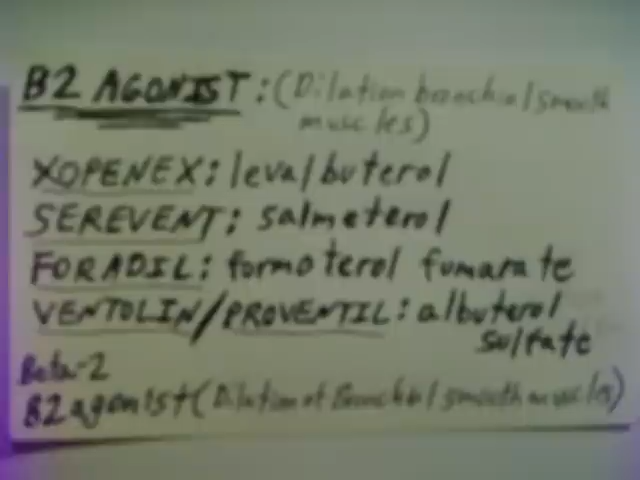 B2 AGONIST: (Dilation bronchial smooth
muscles)
XOPENEX: levalbuterol
SEREVENT: salmeterol
FORADIL: formoterol fumarate
VENTOLIN/PROVENTIL: albuterol
sulfate
Beta-2
B2 agonist (Dilation of Bronchial smooth muscles)